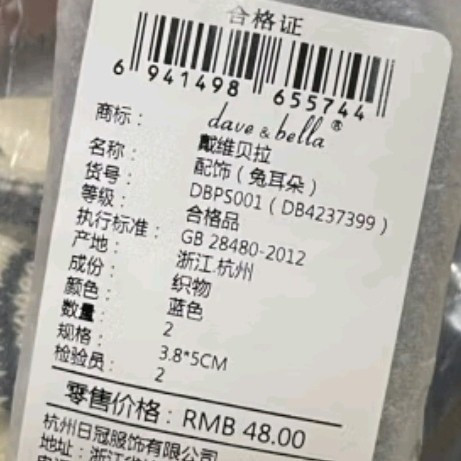 合格证
6 941498 655744
商标： dave & bella®
戴维贝拉
名称： 配饰（兔耳朵）
货号： DBPS001（DB4237399）
等级： 合格品
执行标准： GB 28480-2012
产地： 浙江.杭州
成份： 织物
颜色： 蓝色
数量： 2
规格： 3.8*5CM
检验员： 2
零售价格：RMB 48.00
杭州日冠服饰有限公司
地址：浙江省